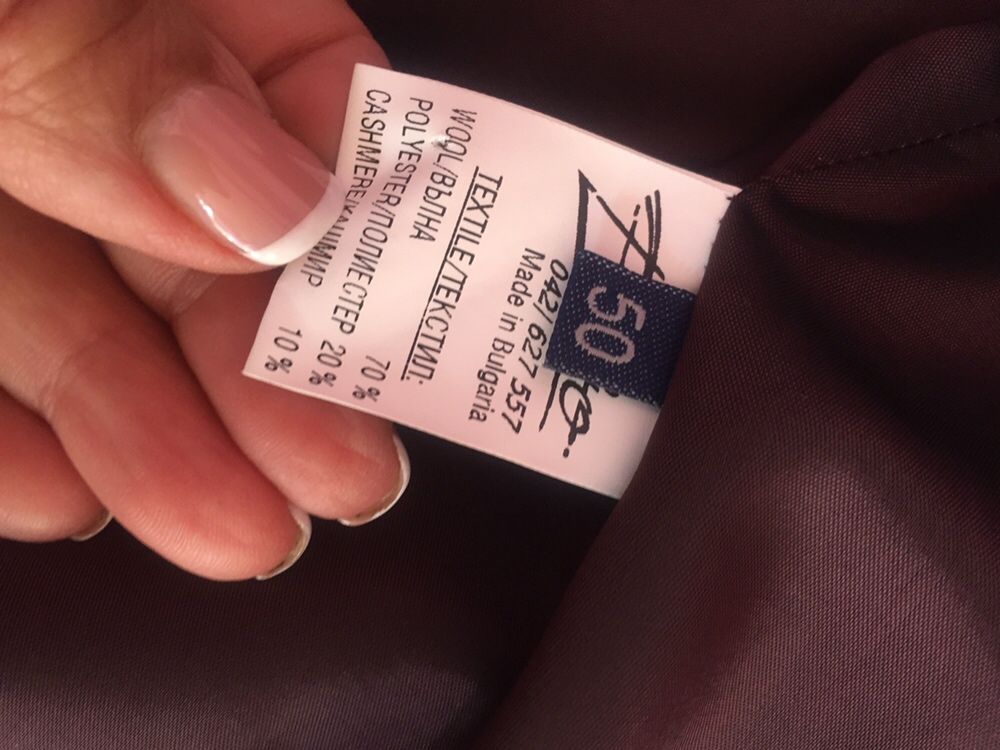 50
042/ 627 557
Made in Bulgaria
TEXTILE/ТЕКСТИЛ:
WOOL/ВЪЛНА 70%
POLYESTER/ПОЛИЕСТЕР 20%
CASHMERE/КАШМИР 10%